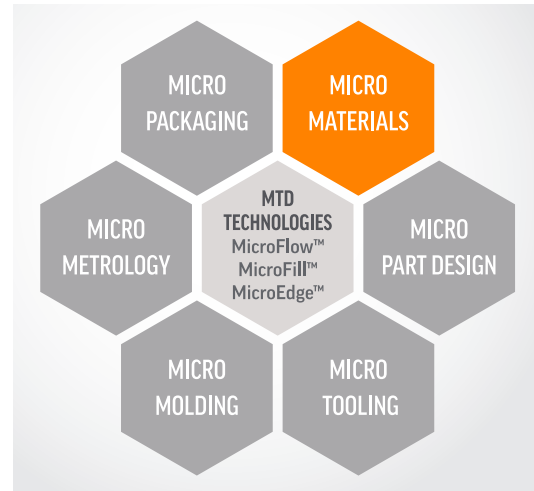 MICRO
PACKAGING
MICRO
MATERIALS
MICRO
METROLOGY
MTD
TECHNOLOGIES
MicroFlow™
MicroFill™
MicroEdge™
MICRO
PART DESIGN
MICRO
MOLDING
MICRO
TOOLING